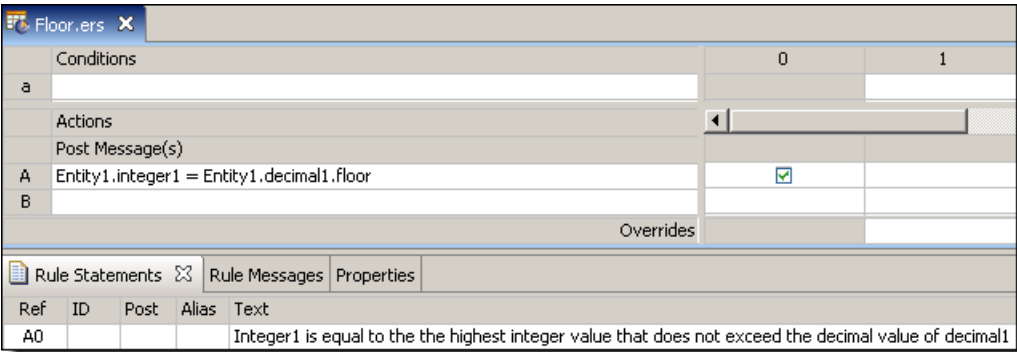 Floor.ers
Conditions 0 1
a
Actions
Post Message(s)
A Entity1.integer1 = Entity1.decimal1.floor
B
Overrides
Rule Statements Rule Messages Properties
Ref ID Post Alias Text
A0 Integer1 is equal to the the highest integer value that does not exceed the decimal value of decimal1